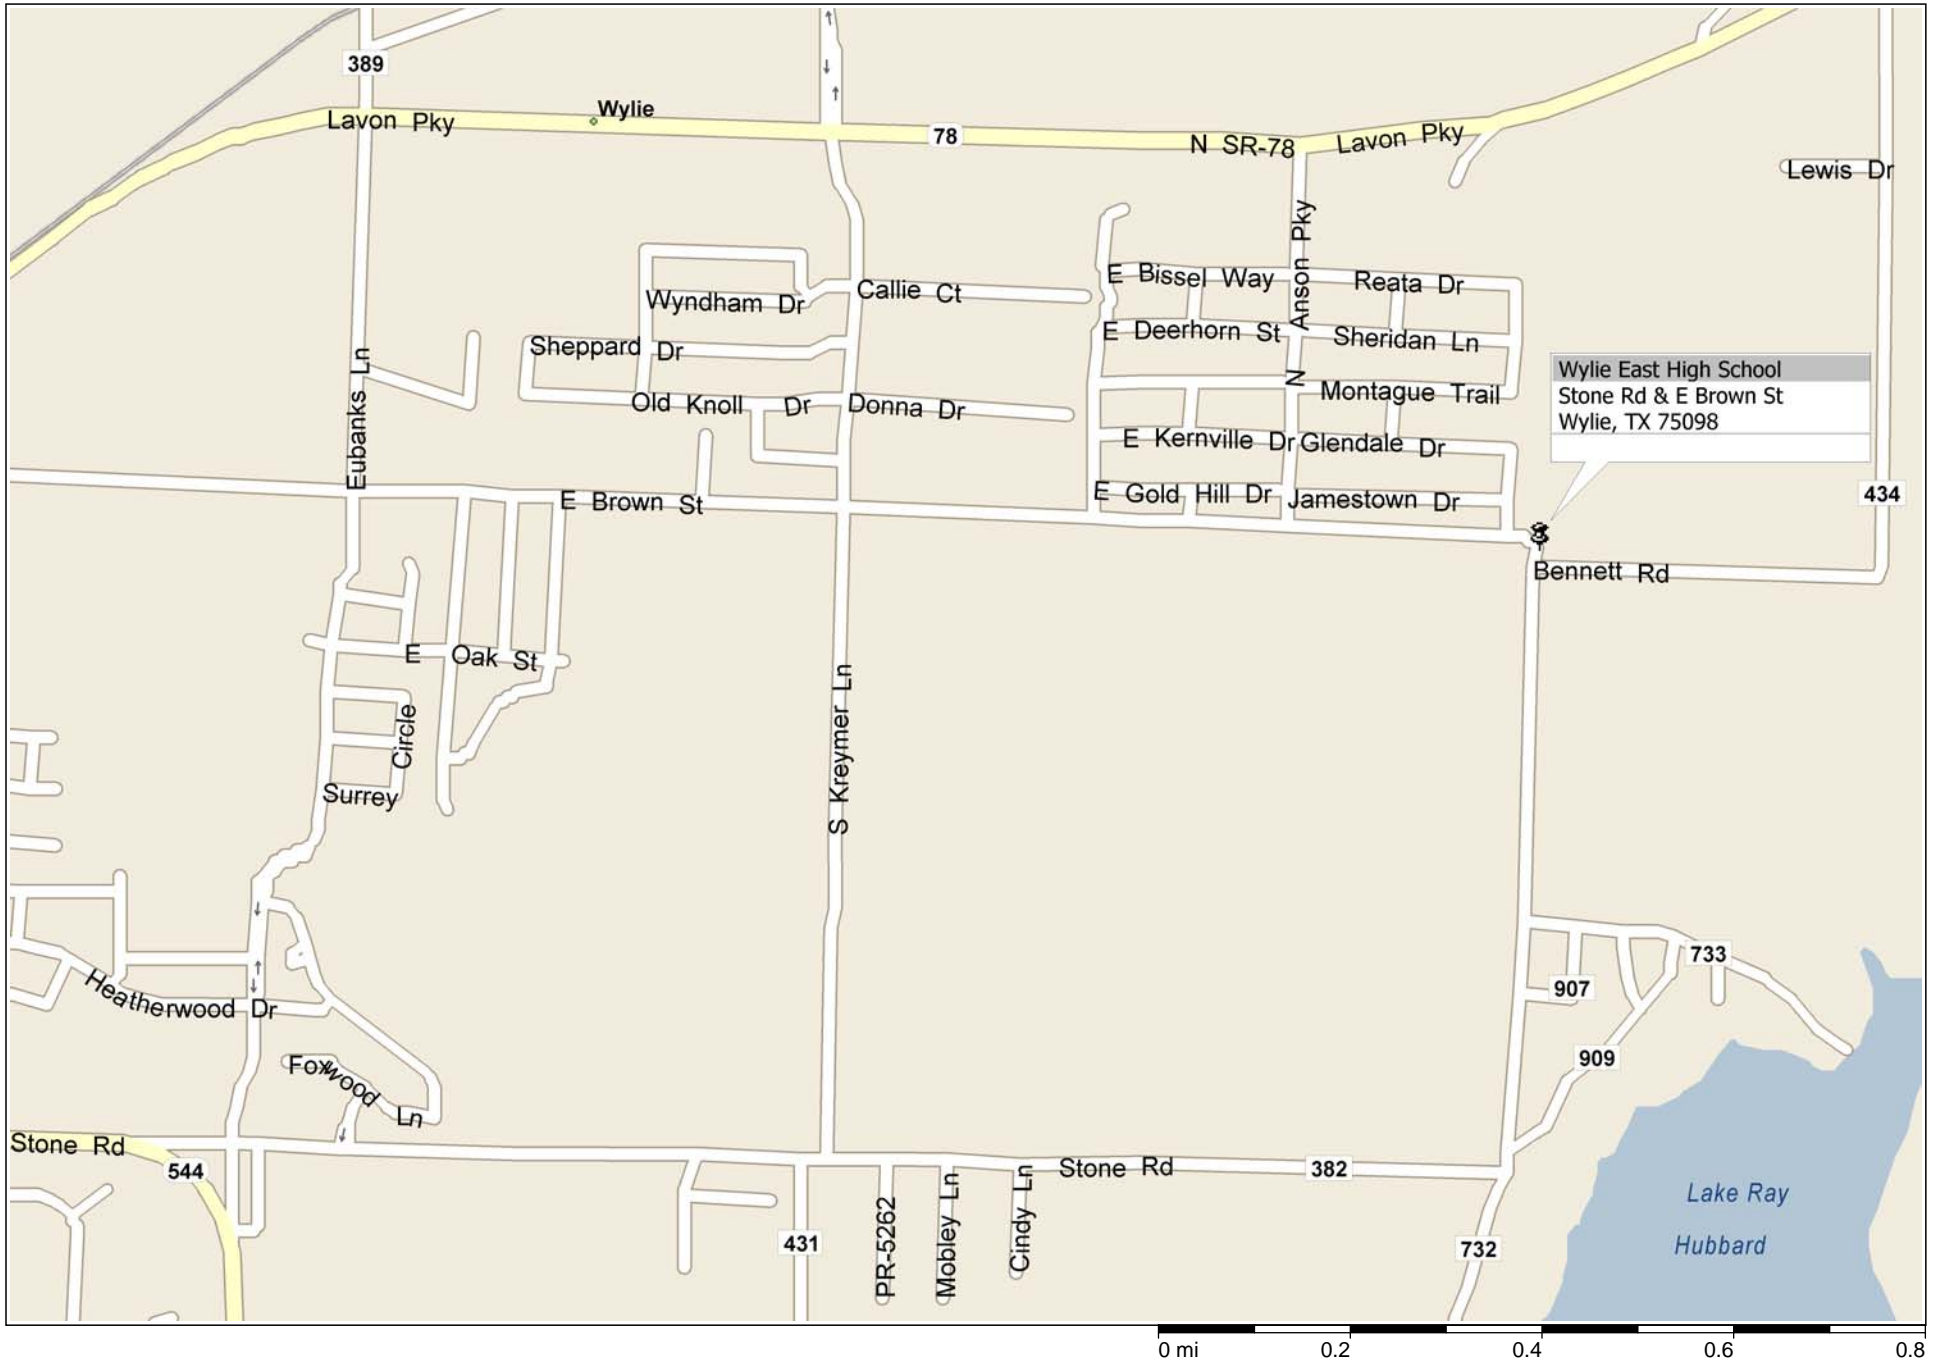 389
Wylie
Lavon Pky
78
N SR-78
Lavon Pky
Lewis Dr
N Anson Pky
E Bissel Way
Reata Dr
Callie Ct
Wyndham Dr
E Deerhorn St
Sheridan Ln
Sheppard Dr
Eubanks Ln
Wylie East High School
Stone Rd & E Brown St
Wylie, TX 75098
Montague Trail
Old Knoll Dr
Donna Dr
E Kernville Dr
Glendale Dr
E Gold Hill Dr
Jamestown Dr
434
E Brown St
Bennett Rd
E Oak St
S Kreymer Ln
Circle
Surrey
733
907
Heatherwood Dr
909
Foxwood Ln
Stone Rd
544
Stone Rd
382
Lake Ray
Hubbard
431
PR-5262
Mobley Ln
Cindy Ln
732
0 mi
0.2
0.4
0.6
0.8